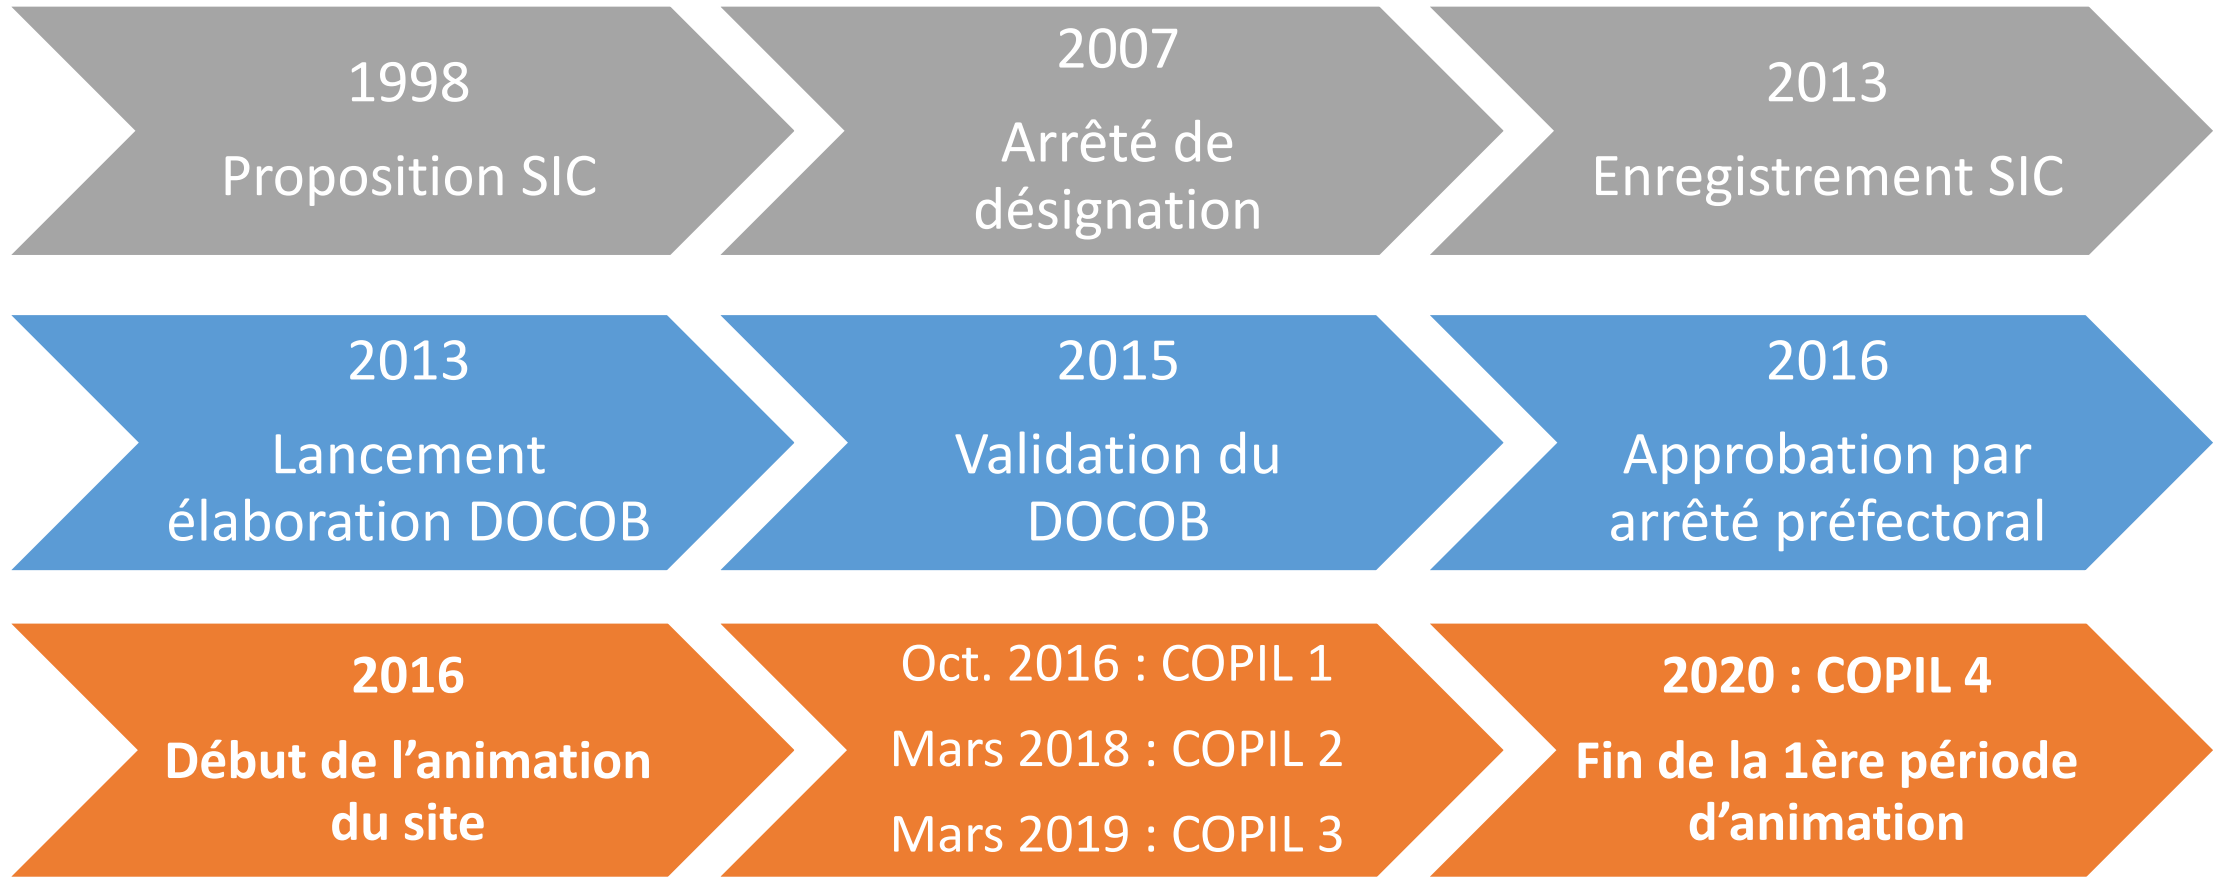 1998
Proposition SIC
2007
Arrêté de
désignation
2013
Enregistrement SIC
2013
Lancement
élaboration DOCOB
2015
Validation du
DOCOB
2016
Approbation par
arrêté préfectoral
2016
Début de l’animation
du site
Oct. 2016 : COPIL 1
Mars 2018 : COPIL 2
Mars 2019 : COPIL 3
2020 : COPIL 4
Fin de la 1ère période
d’animation